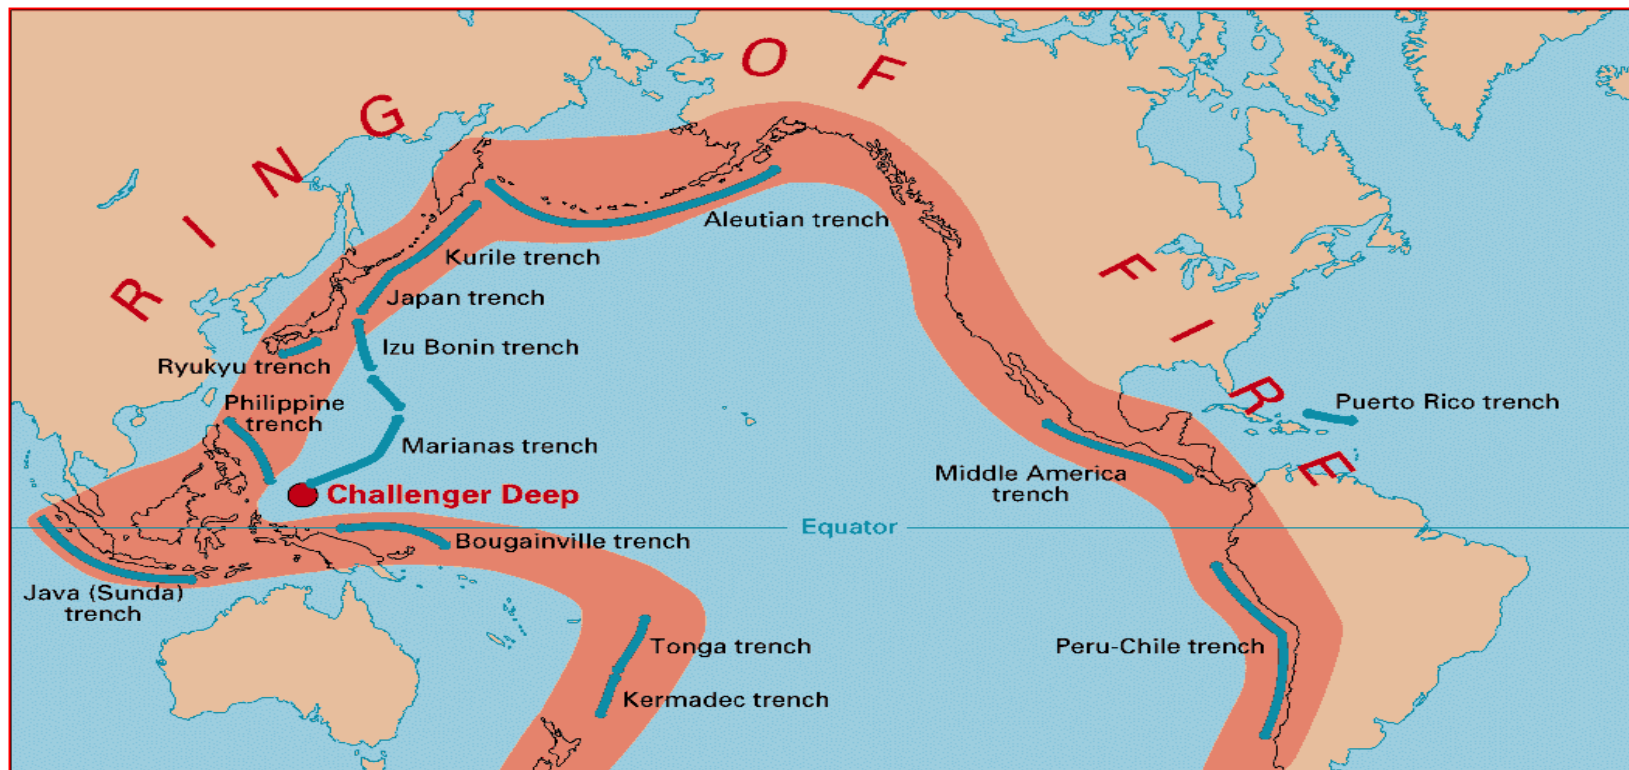 RING OF FIRE
Aleutian trench
Kurile trench
Japan trench
Izu Bonin trench
Ryukyu trench
Philippine
trench
Marianas trench
Challenger Deep
Puerto Rico trench
Middle America
trench
Equator
Bougainville trench
Java (Sunda)
trench
Tonga trench
Kermadec trench
Peru-Chile trench